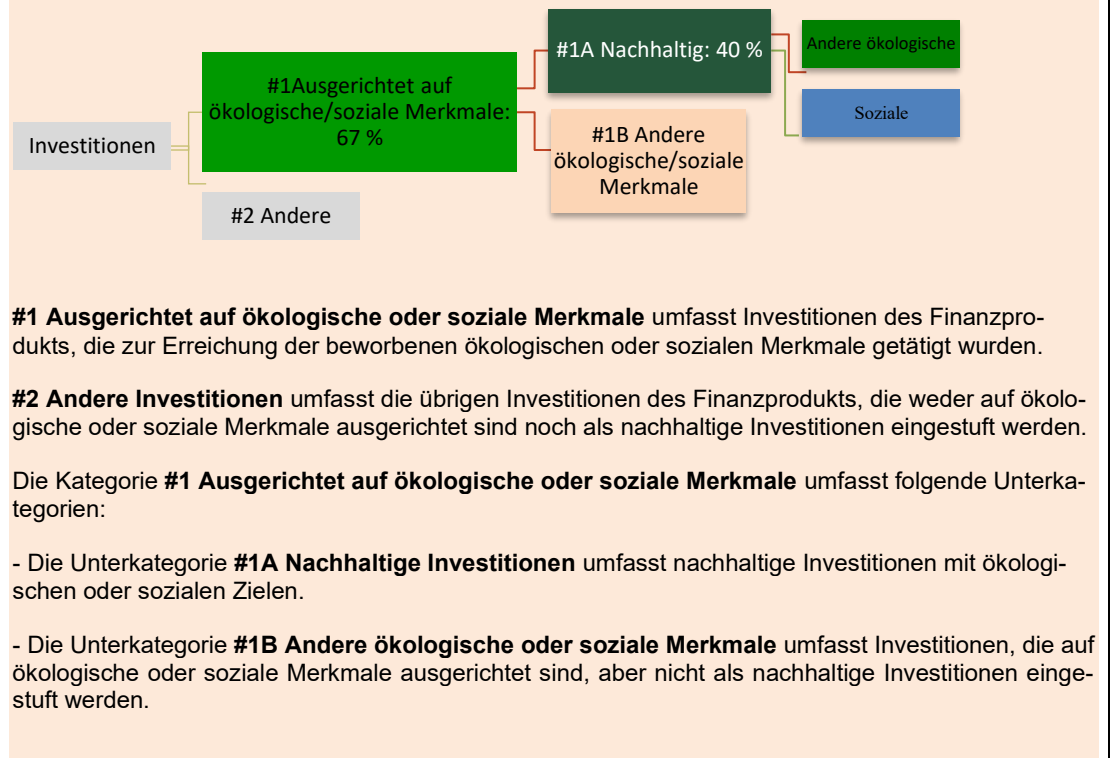 #1A Nachhaltig: 40 %
Andere ökologische
#1Ausgerichtet auf
ökologische/soziale Merkmale:
67 %
Soziale
#1B Andere
ökologische/soziale
Merkmale
Investitionen
#2 Andere
#1 Ausgerichtet auf ökologische oder soziale Merkmale umfasst Investitionen des Finanzpro-
dukts, die zur Erreichung der beworbenen ökologischen oder sozialen Merkmale getätigt wurden.
#2 Andere Investitionen umfasst die übrigen Investitionen des Finanzprodukts, die weder auf ökolo-
gische oder soziale Merkmale ausgerichtet sind noch als nachhaltige Investitionen eingestuft werden.
Die Kategorie #1 Ausgerichtet auf ökologische oder soziale Merkmale umfasst folgende Unterka-
tegorien:
- Die Unterkategorie #1A Nachhaltige Investitionen umfasst nachhaltige Investitionen mit ökologi-
schen oder sozialen Zielen.
- Die Unterkategorie #1B Andere ökologische oder soziale Merkmale umfasst Investitionen, die auf
ökologische oder soziale Merkmale ausgerichtet sind, aber nicht als nachhaltige Investitionen einge-
stuft werden.